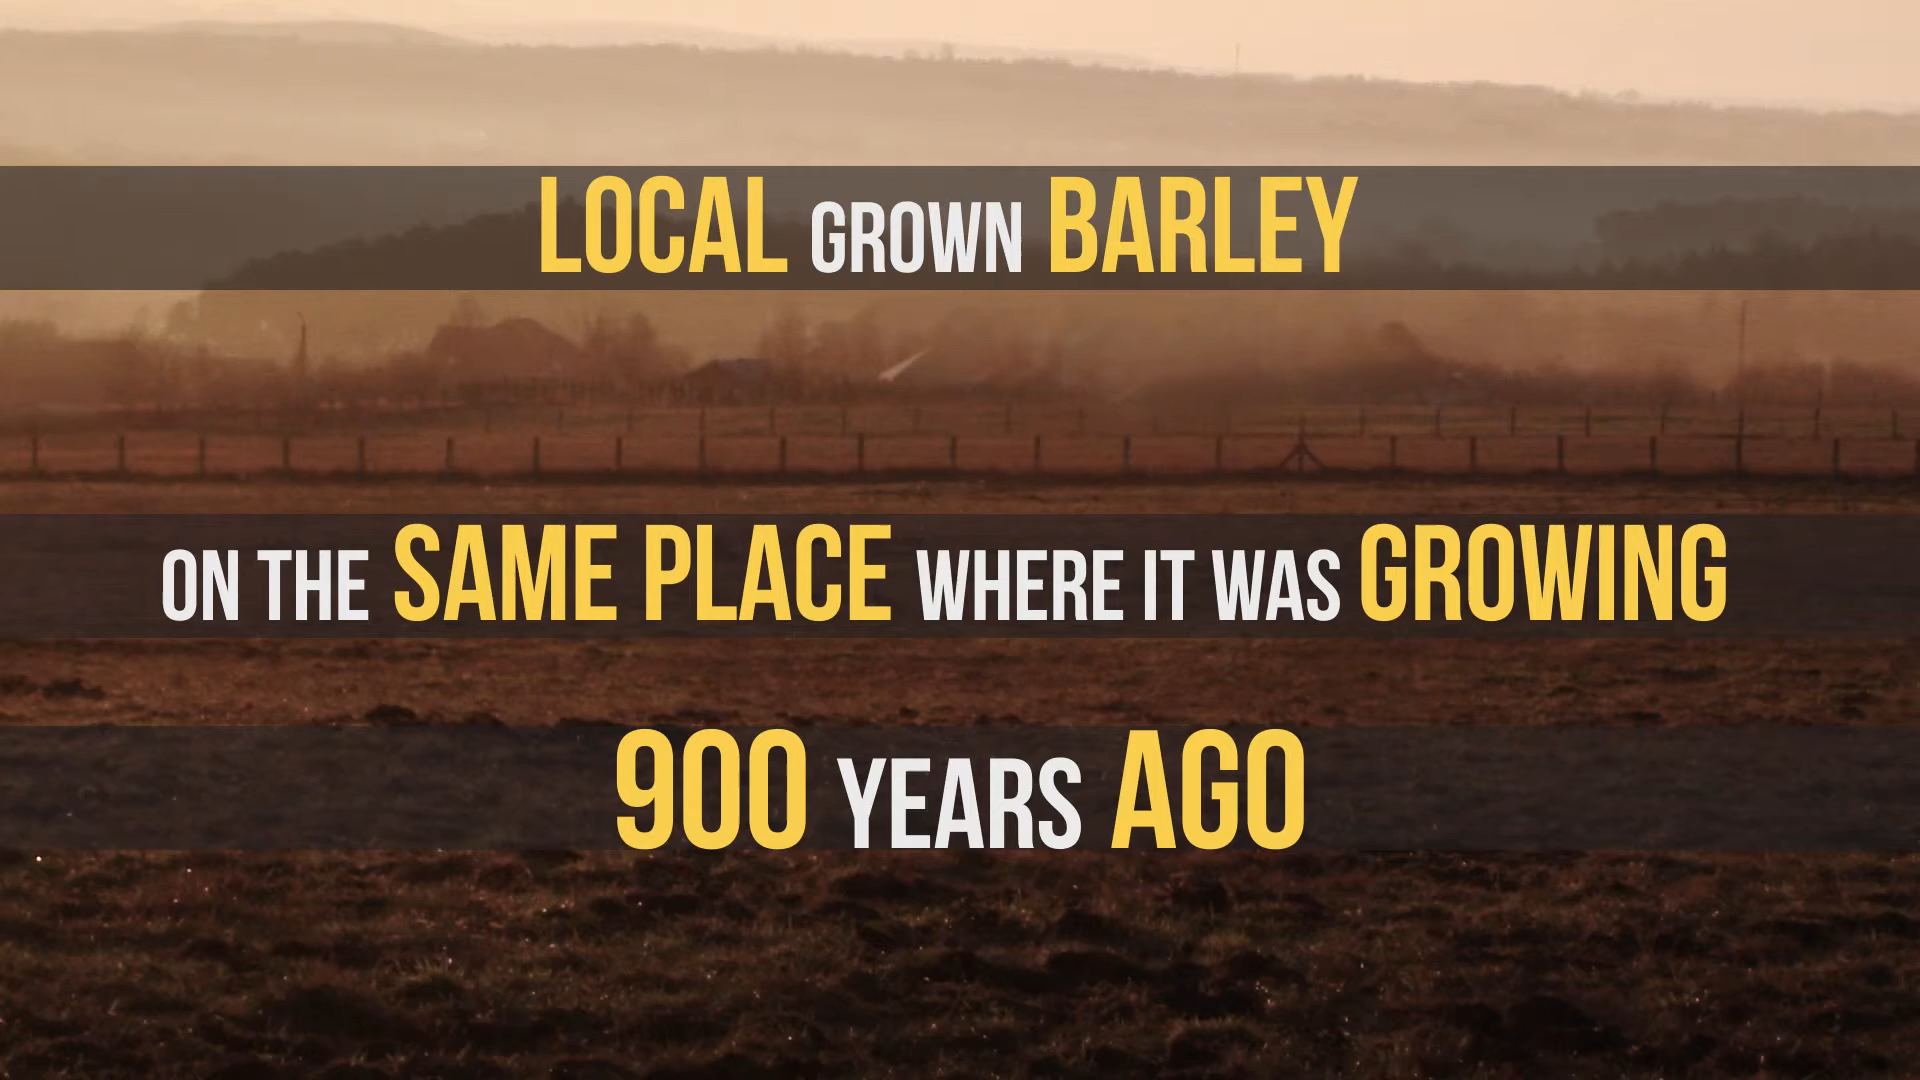 LOCAL GROWN BARLEY
ON THE SAME PLACE WHERE IT WAS GROWING
900 YEARS AGO